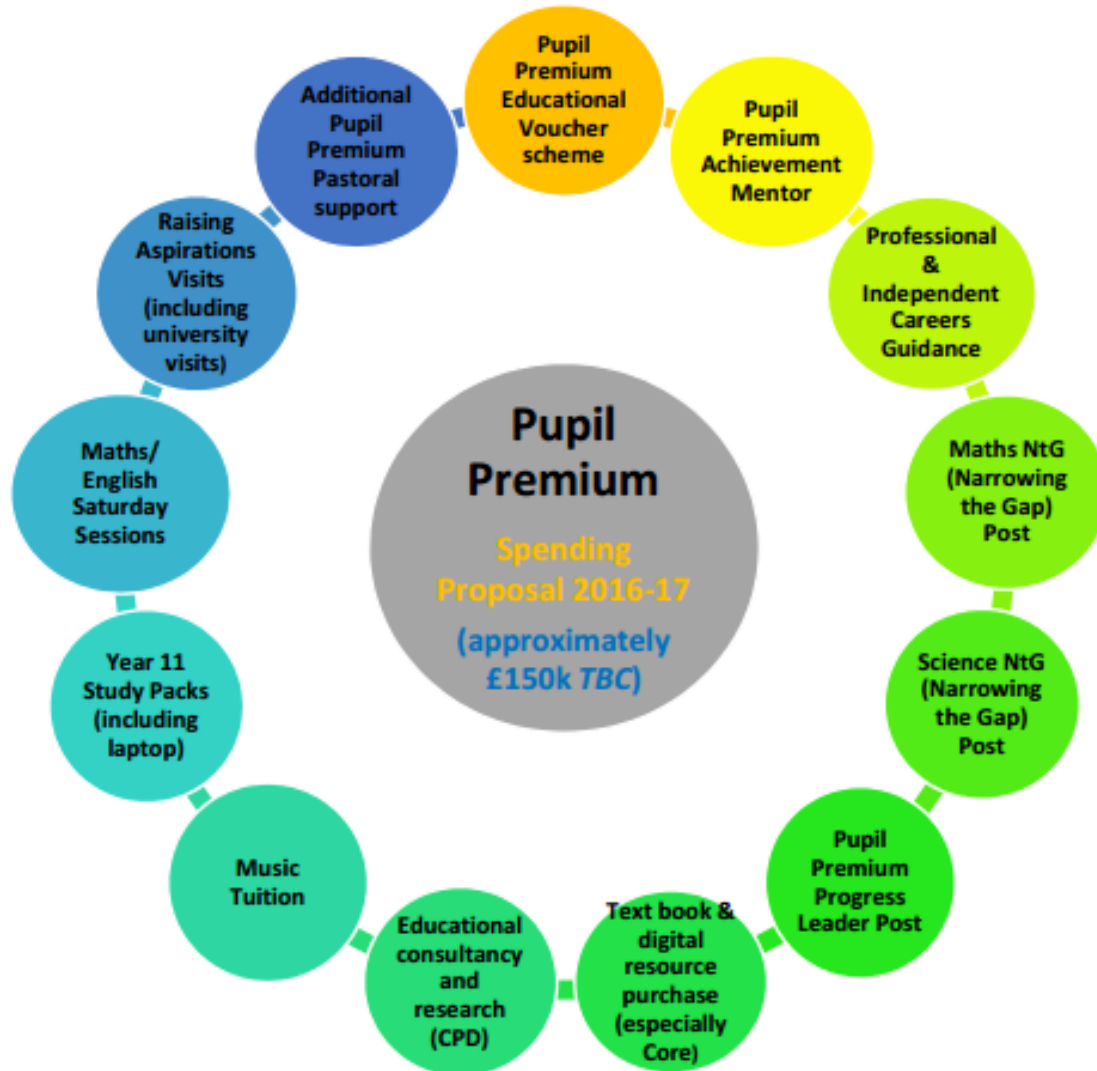 Pupil
Premium
Educational
Voucher
scheme
Pupil
Premium
Achievement
Mentor
Professional
&
Independent
Careers
Guidance
Maths NtG
(Narrowing
the Gap)
Post
Science NtG
(Narrowing
the Gap)
Post
Pupil
Premium
Progress
Leader Post
Text book &
digital
resource
purchase
(especially
Core)
Educational
consultancy
and
research
(CPD)
Music
Tuition
Year 11
Study Packs
(including
laptop)
Maths/
English
Saturday
Sessions
Raising
Aspirations
Visits
(including
university
visits)
Additional
Pupil
Premium
Pastoral
support
Pupil
Premium
Spending
Proposal 2016-17
(approximately
£150k TBC)